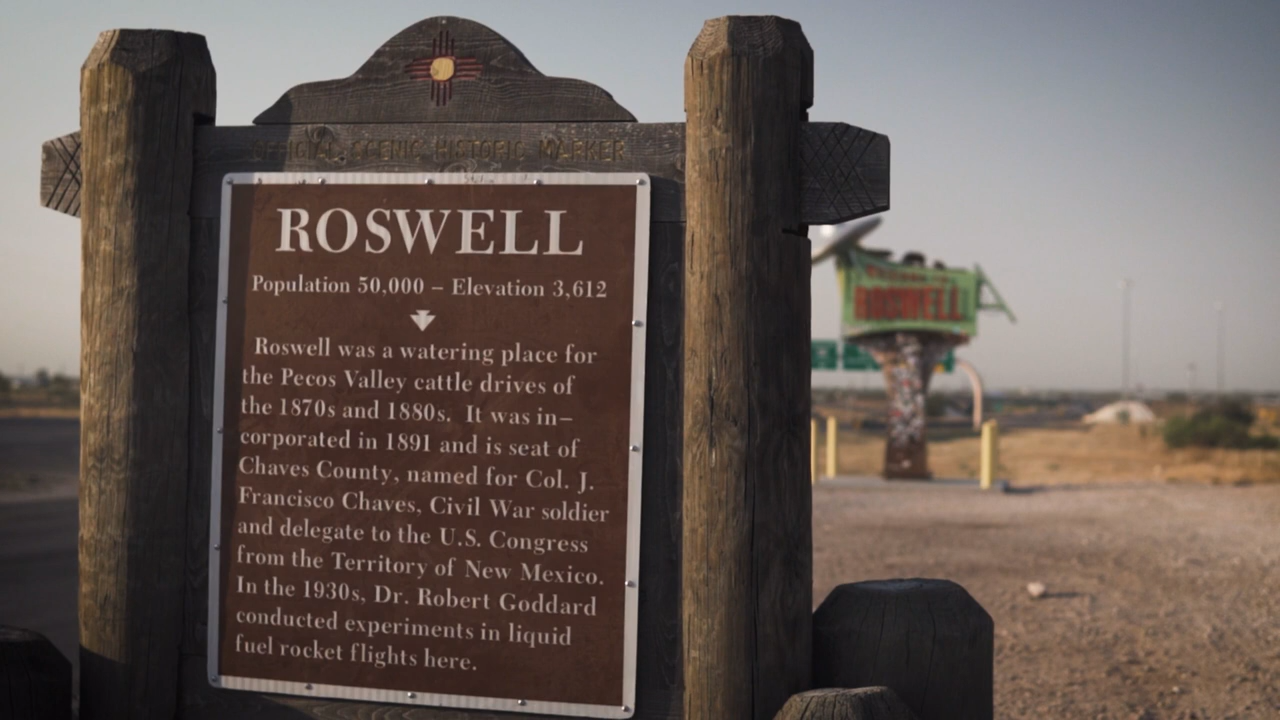 OFFICIAL SCENIC HISTORIC MARKER
ROSWELL
Population 50,000 – Elevation 3,612
Roswell was a watering place for
the Pecos Valley cattle drives of
the 1870s and 1880s. It was in–
corporated in 1891 and is seat of
Chaves County, named for Col. J.
Francisco Chaves, Civil War soldier
and delegate to the U.S. Congress
from the Territory of New Mexico.
In the 1930s, Dr. Robert Goddard
conducted experiments in liquid
fuel rocket flights here.
ROSWELL